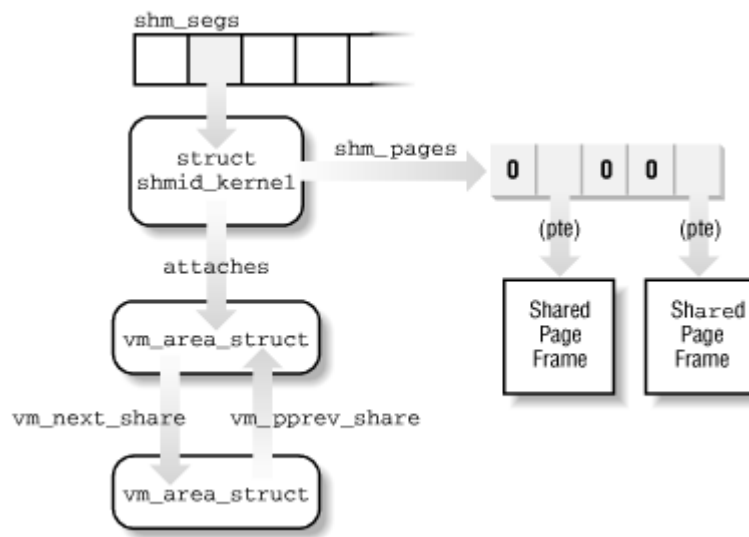 shm_segs
struct
shmid_kernel
shm_pages
0 0 0
(pte) (pte)
attaches
Shared
Page
Frame
Shared
Page
Frame
vm_area_struct
vm_next_share vm_pprev_share
vm_area_struct